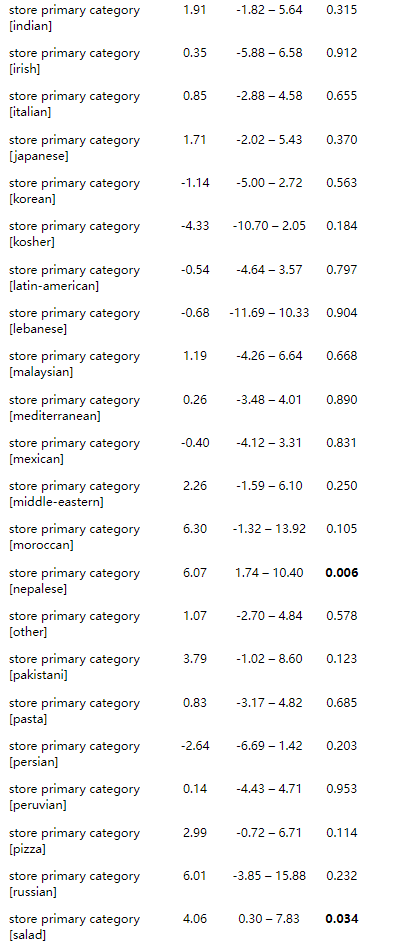 store primary category 1.91 -1.82 – 5.64 0.315
[indian]
store primary category 0.35 -5.88 – 6.58 0.912
[irish]
store primary category 0.85 -2.88 – 4.58 0.655
[italian]
store primary category 1.71 -2.02 – 5.43 0.370
[japanese]
store primary category -1.14 -5.00 – 2.72 0.563
[korean]
store primary category -4.33 -10.70 – 2.05 0.184
[kosher]
store primary category -0.54 -4.64 – 3.57 0.797
[latin-american]
store primary category -0.68 -11.69 – 10.33 0.904
[lebanese]
store primary category 1.19 -4.26 – 6.64 0.668
[malaysian]
store primary category 0.26 -3.48 – 4.01 0.890
[mediterranean]
store primary category -0.40 -4.12 – 3.31 0.831
[mexican]
store primary category 2.26 -1.59 – 6.10 0.250
[middle-eastern]
store primary category 6.30 -1.32 – 13.92 0.105
[moroccan]
store primary category 6.07 1.74 – 10.40 0.006
[nepalese]
store primary category 1.07 -2.70 – 4.84 0.578
[other]
store primary category 3.79 -1.02 – 8.60 0.123
[pakistani]
store primary category 0.83 -3.17 – 4.82 0.685
[pasta]
store primary category -2.64 -6.69 – 1.42 0.203
[persian]
store primary category 0.14 -4.43 – 4.71 0.953
[peruvian]
store primary category 2.99 -0.72 – 6.71 0.114
[pizza]
store primary category 6.01 -3.85 – 15.88 0.232
[russian]
store primary category 4.06 0.30 – 7.83 0.034
[salad]